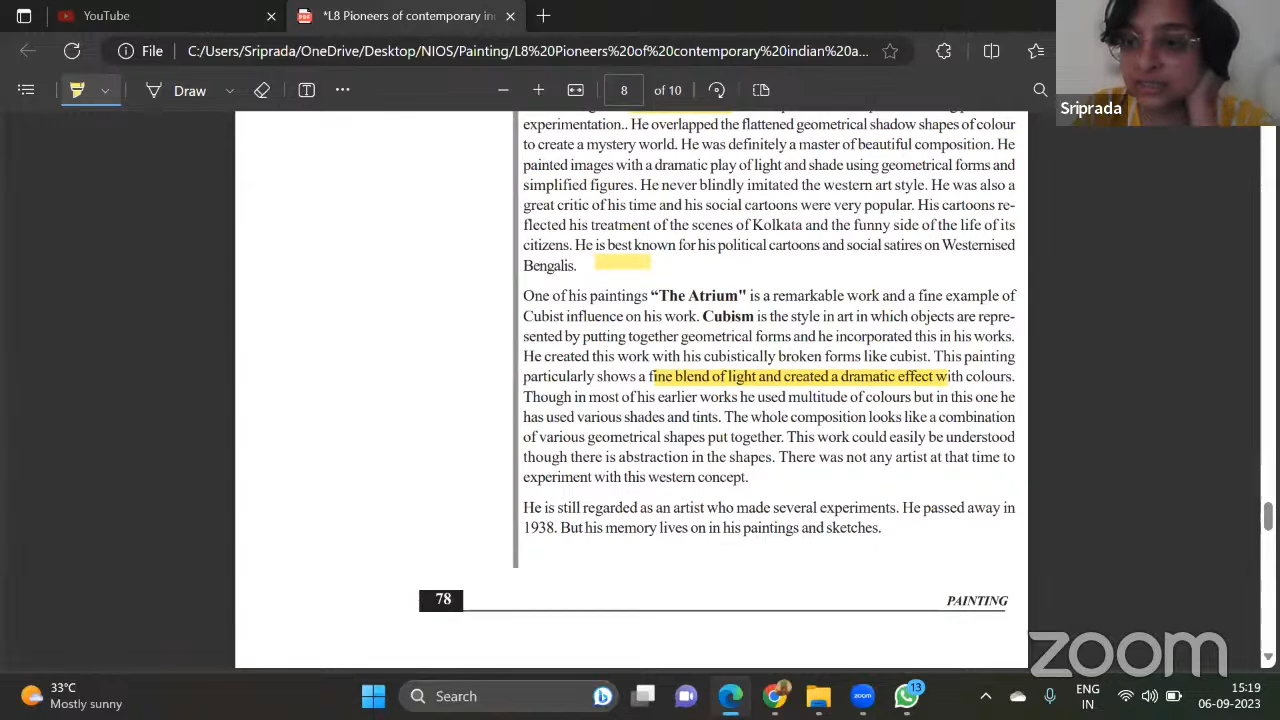 YouTube
*L8 Pioneers of contemporary in
File
C:/Users/Sriprada/OneDrive/Desktop/NIOS/Painting/L8%20Pioneers%20of%20contemporary%20indian%20a...
Draw
8 of 10
Sriprada
experimentation.. He overlapped the flattened geometrical shadow shapes of colour
to create a mystery world. He was definitely a master of beautiful composition. He
painted images with a dramatic play of light and shade using geometrical forms and
simplified figures. He never blindly imitated the western art style. He was also a
great critic of his time and his social cartoons were very popular. His cartoons re-
flected his treatment of the scenes of Kolkata and the funny side of the life of its
citizens. He is best known for his political cartoons and social satires on Westernised
Bengalis.
One of his paintings "The Atrium" is a remarkable work and a fine example of
Cubist influence on his work. Cubism is the style in art in which objects are repre-
sented by putting together geometrical forms and he incorporated this in his works.
He created this work with his cubistically broken forms like cubist. This painting
particularly shows a fine blend of light and created a dramatic effect with colours.
Though in most of his earlier works he used multitude of colours but in this one he
has used various shades and tints. The whole composition looks like a combination
of various geometrical shapes put together. This work could easily be understood
though there is abstraction in the shapes. There was not any artist at that time to
experiment with this western concept.
He is still regarded as an artist who made several experiments. He passed away in
1938. But his memory lives on in his paintings and sketches.
78
PAINTING
zoom
33°C
Mostly sunny
Search
zoom
13
ENG
IN
15:19
06-09-2023